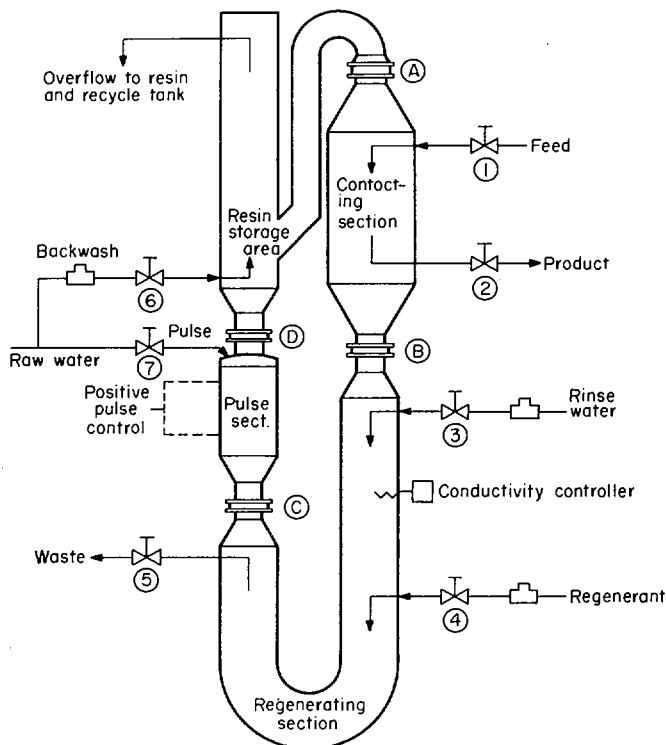 Overflow to resin
and recycle tank
A
1
Feed
Contact-
ing
section
Resin
storage
area
Backwash
6
2
Product
D
Pulse
7
Raw water
B
Positive
pulse
control
Pulse
sect.
Rinse
water
3
C
Conductivity controller
Waste
5
4
Regenerant
Regenerating
section